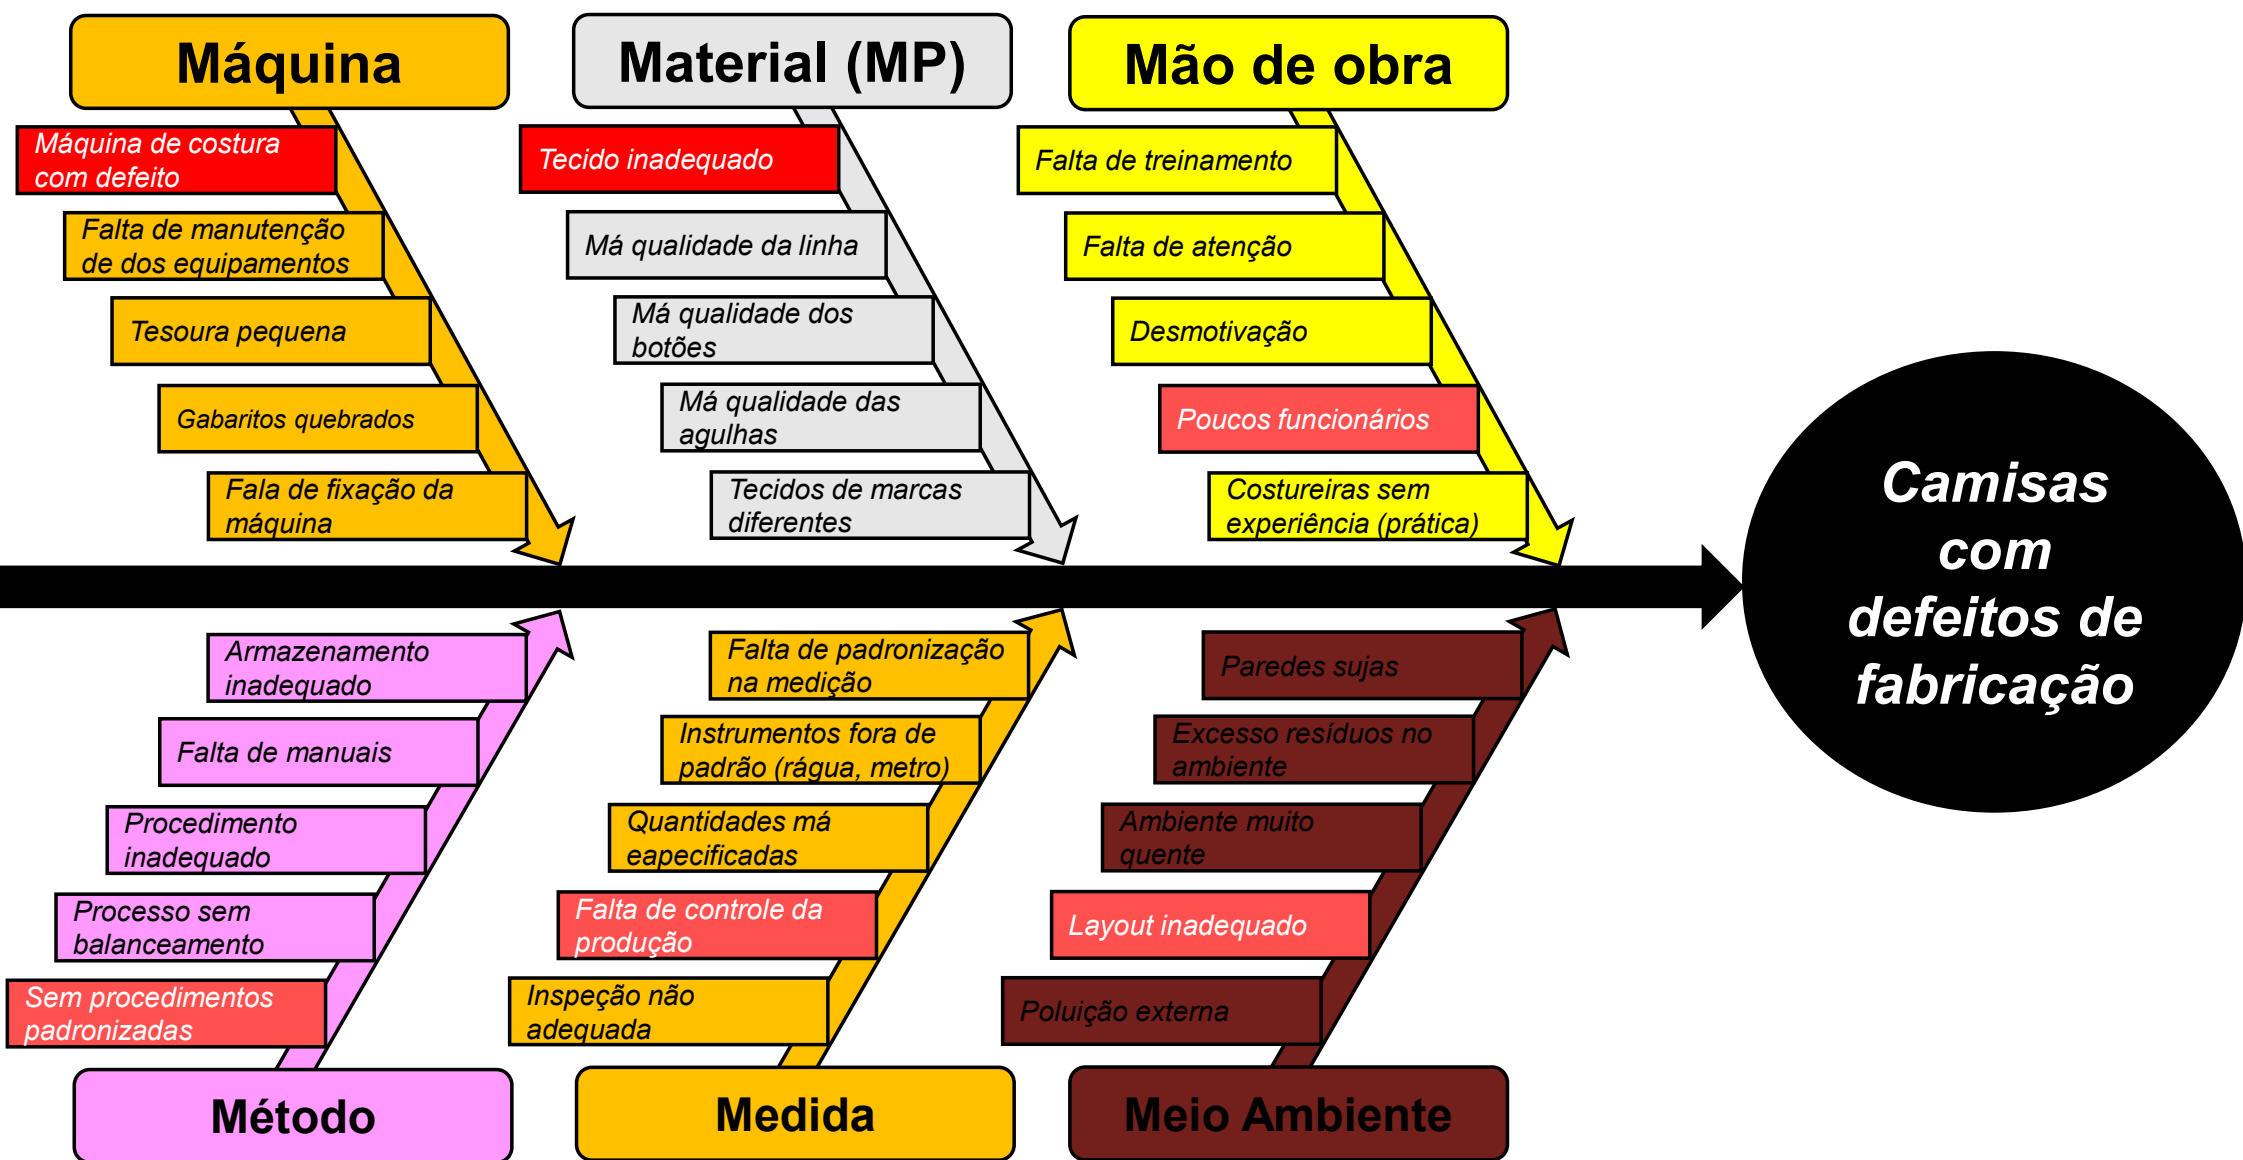 Máquina
Máquina de costura
com defeito
Falta de manutenção
de dos equipamentos
Tesoura pequena
Gabaritos quebrados
Fala de fixação da
máquina
Material (MP)
Tecido inadequado
Má qualidade da linha
Má qualidade dos
botões
Má qualidade das
agulhas
Tecidos de marcas
diferentes
Mão de obra
Falta de treinamento
Falta de atenção
Desmotivação
Poucos funcionários
Costureiras sem
experiência (prática)
Camisas
com
defeitos de
fabricação
Armazenamento
inadequado
Falta de manuais
Procedimento
inadequado
Processo sem
balanceamento
Sem procedimentos
padronizadas
Método
Falta de padronização
na medição
Instrumentos fora de
padrão (rágua, metro)
Quantidades má
eapecificadas
Falta de controle da
produção
Inspeção não
adequada
Medida
Paredes sujas
Excesso resíduos no
ambiente
Ambiente muito
quente
Layout inadequado
Poluição externa
Meio Ambiente